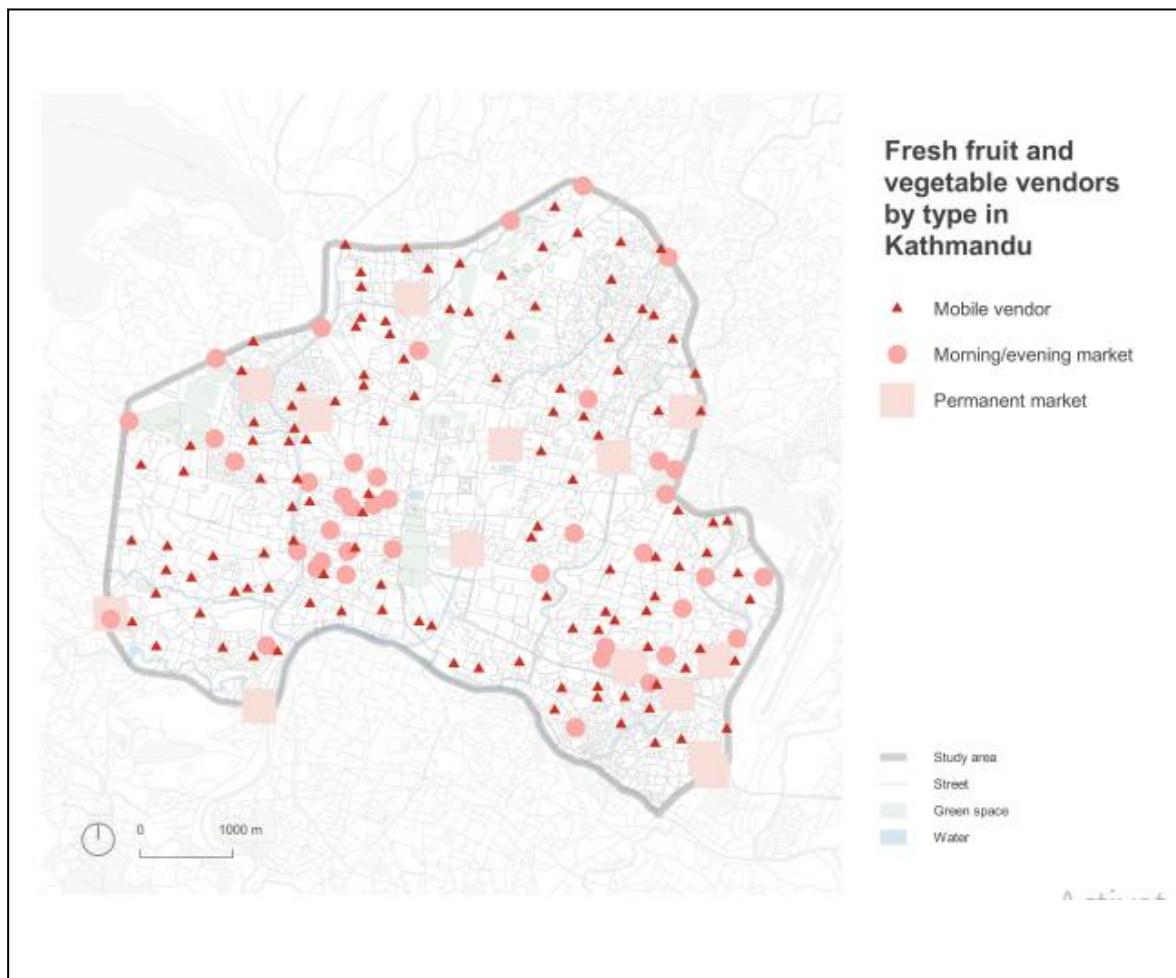 Fresh fruit and
vegetable vendors
by type in
Kathmandu
Mobile vendor
Morning/evening market
Permanent market
Study area
Street
Green space
Water
0 1000 m